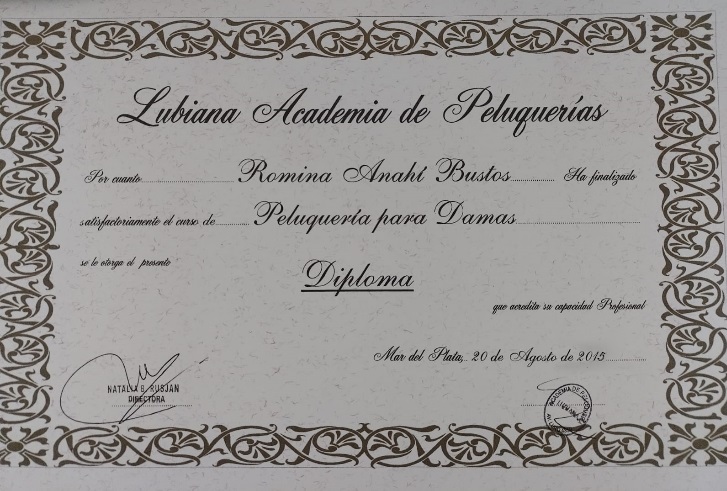 Lubiana Academia de Peluquerías
Por cuanto Romina Anahí Bustos Ha finalizado
satisfactoriamente el curso de Peluquería para Damas
se le otorga el presente
Diploma
que acredita su capacidad Profesional
Mar del Plata, 20 de Agosto de 2015
NATALIA B. RUSJAN
DIRECTORA
ACADEMIA DE